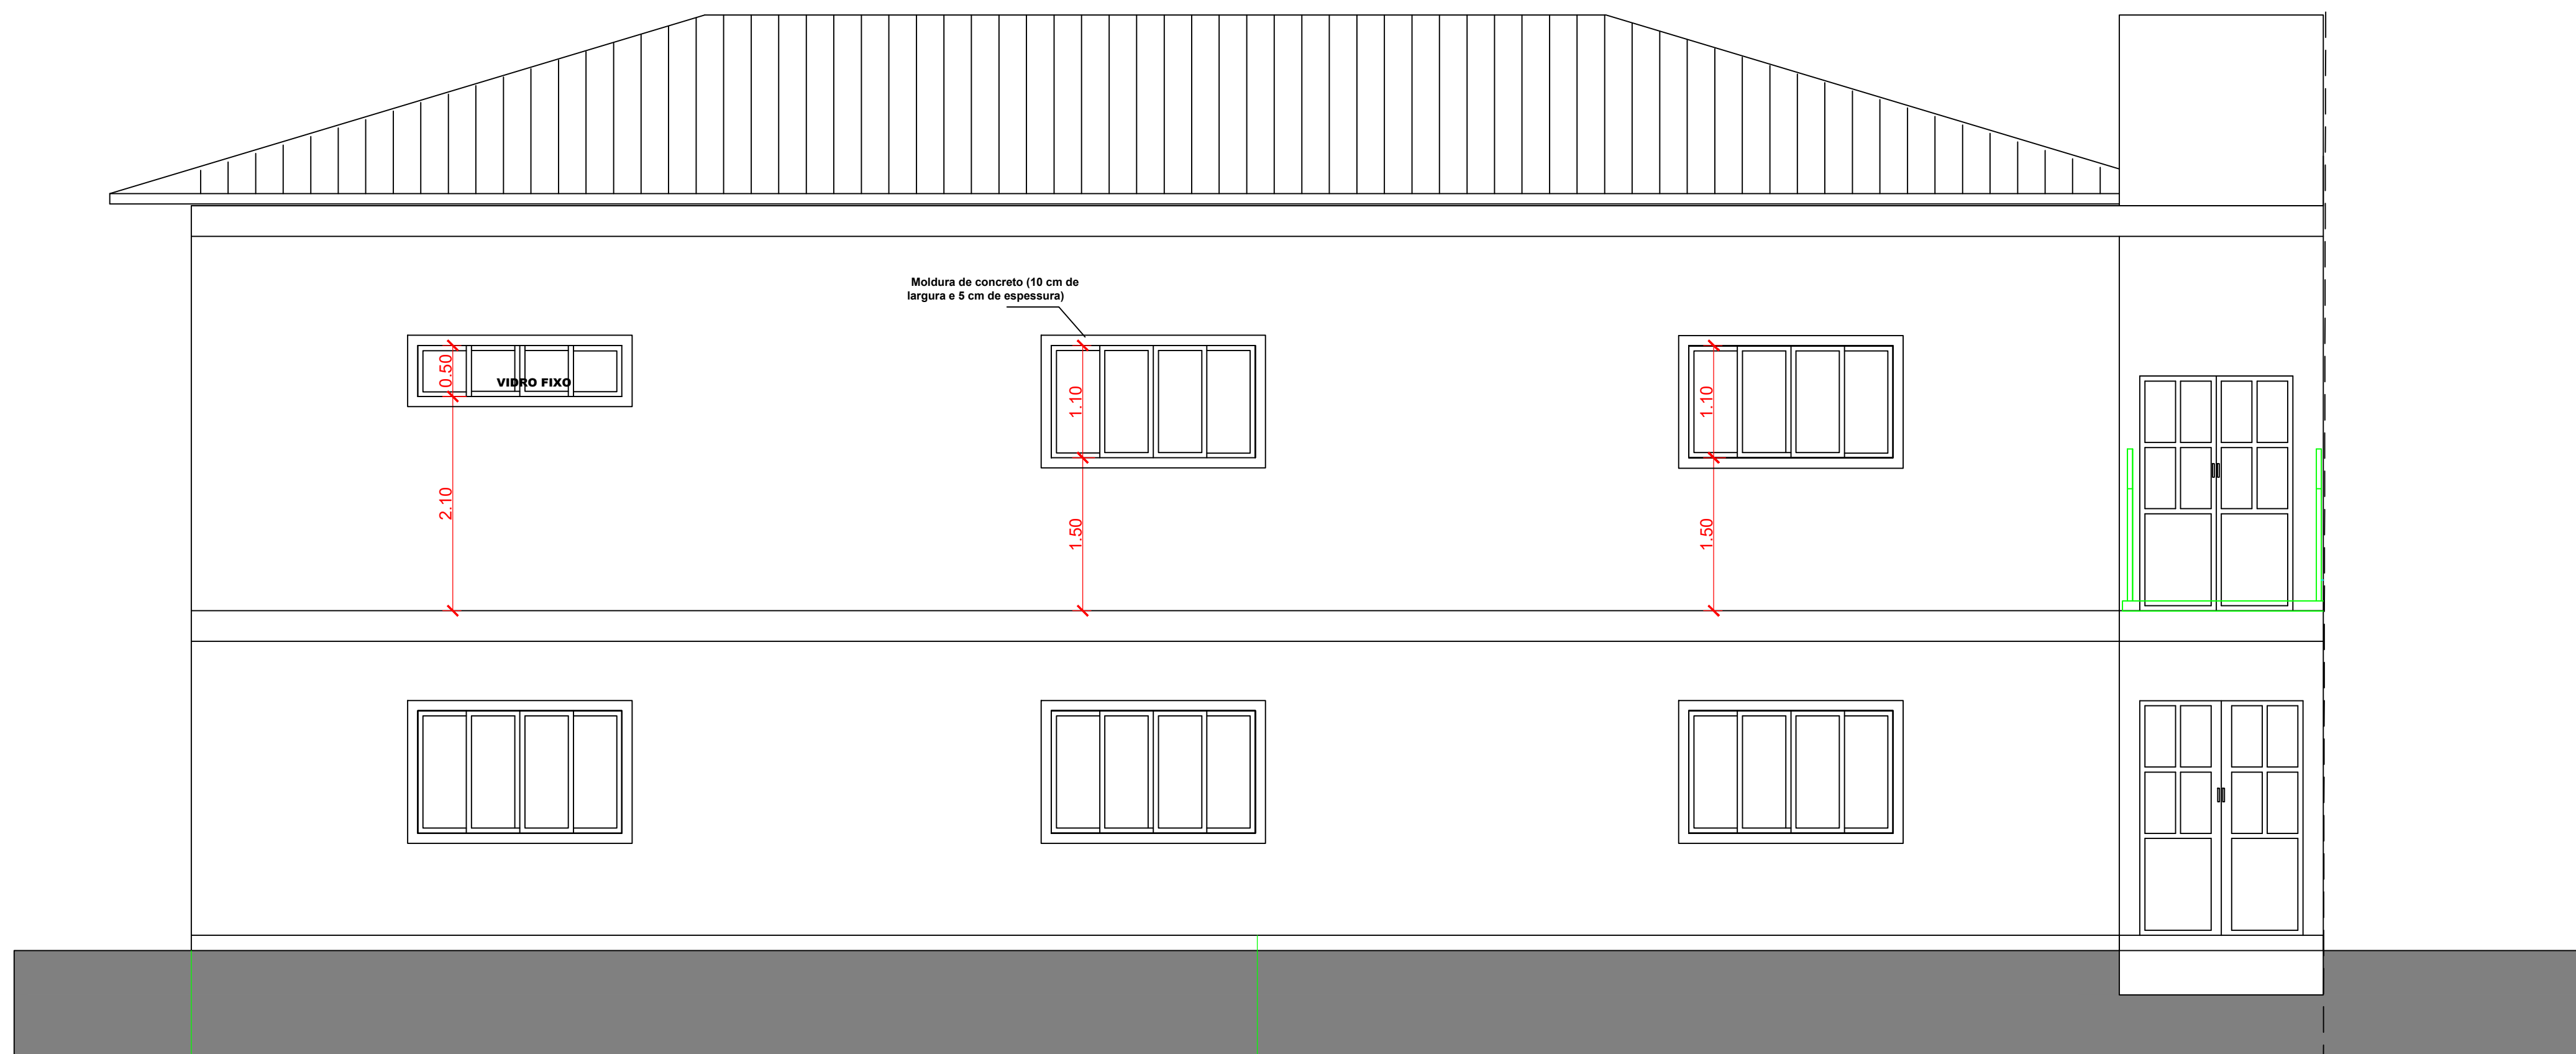 Moldura de concreto (10 cm de
largura e 5 cm de espessura)
0.50
VIDRO FIXO
2.10
1.10
1.50
1.10
1.50